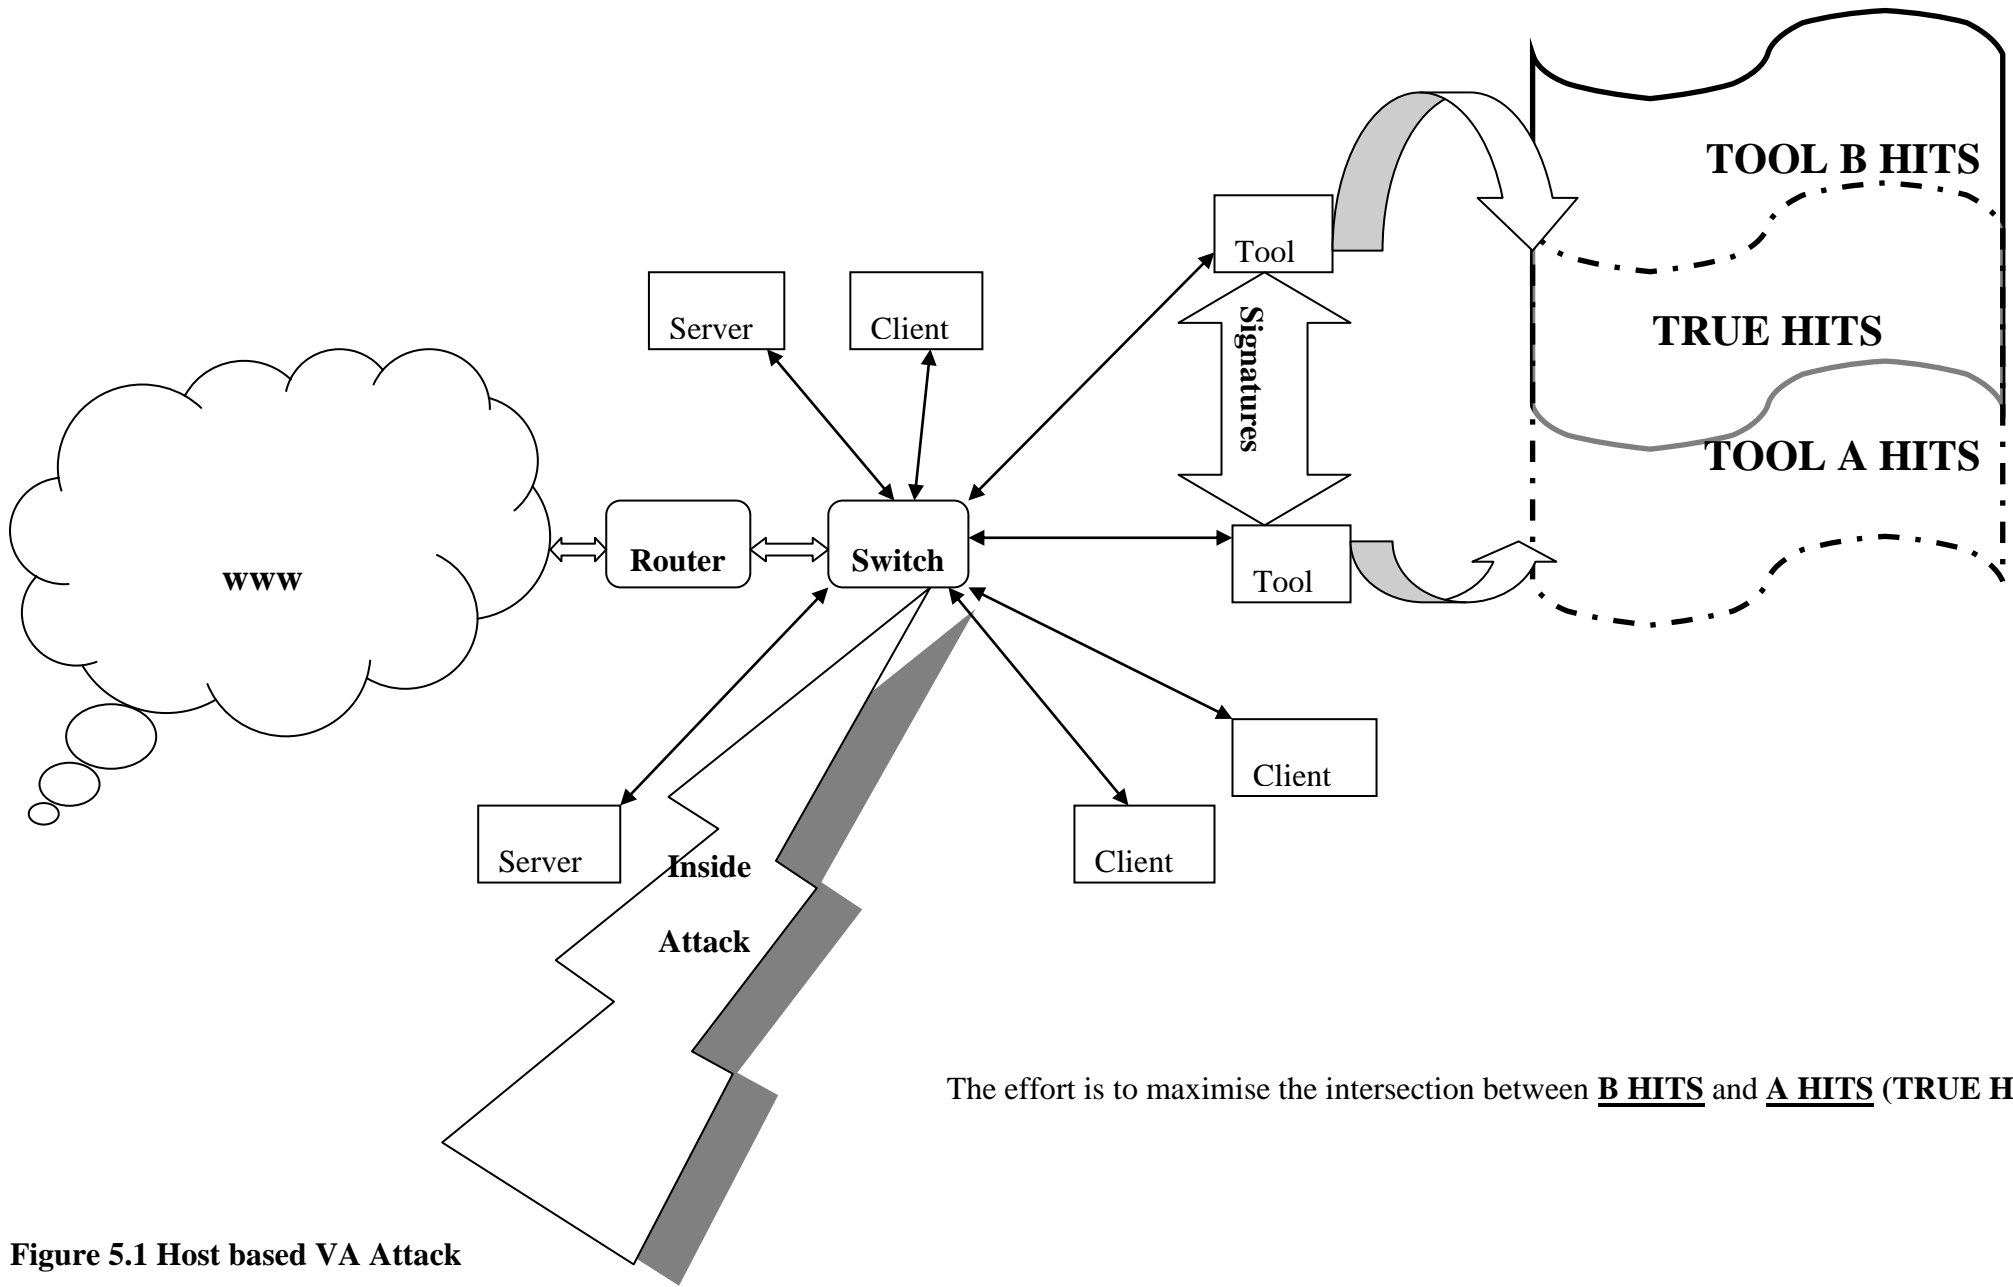 TOOL B HITS
Tool
Server
Client
Signatures
TRUE HITS
TOOL A HITS
www
Router
Switch
Tool
Client
Server
Inside
Attack
Client
The effort is to maximise the intersection between B HITS and A HITS (TRUE H
Figure 5.1 Host based VA Attack